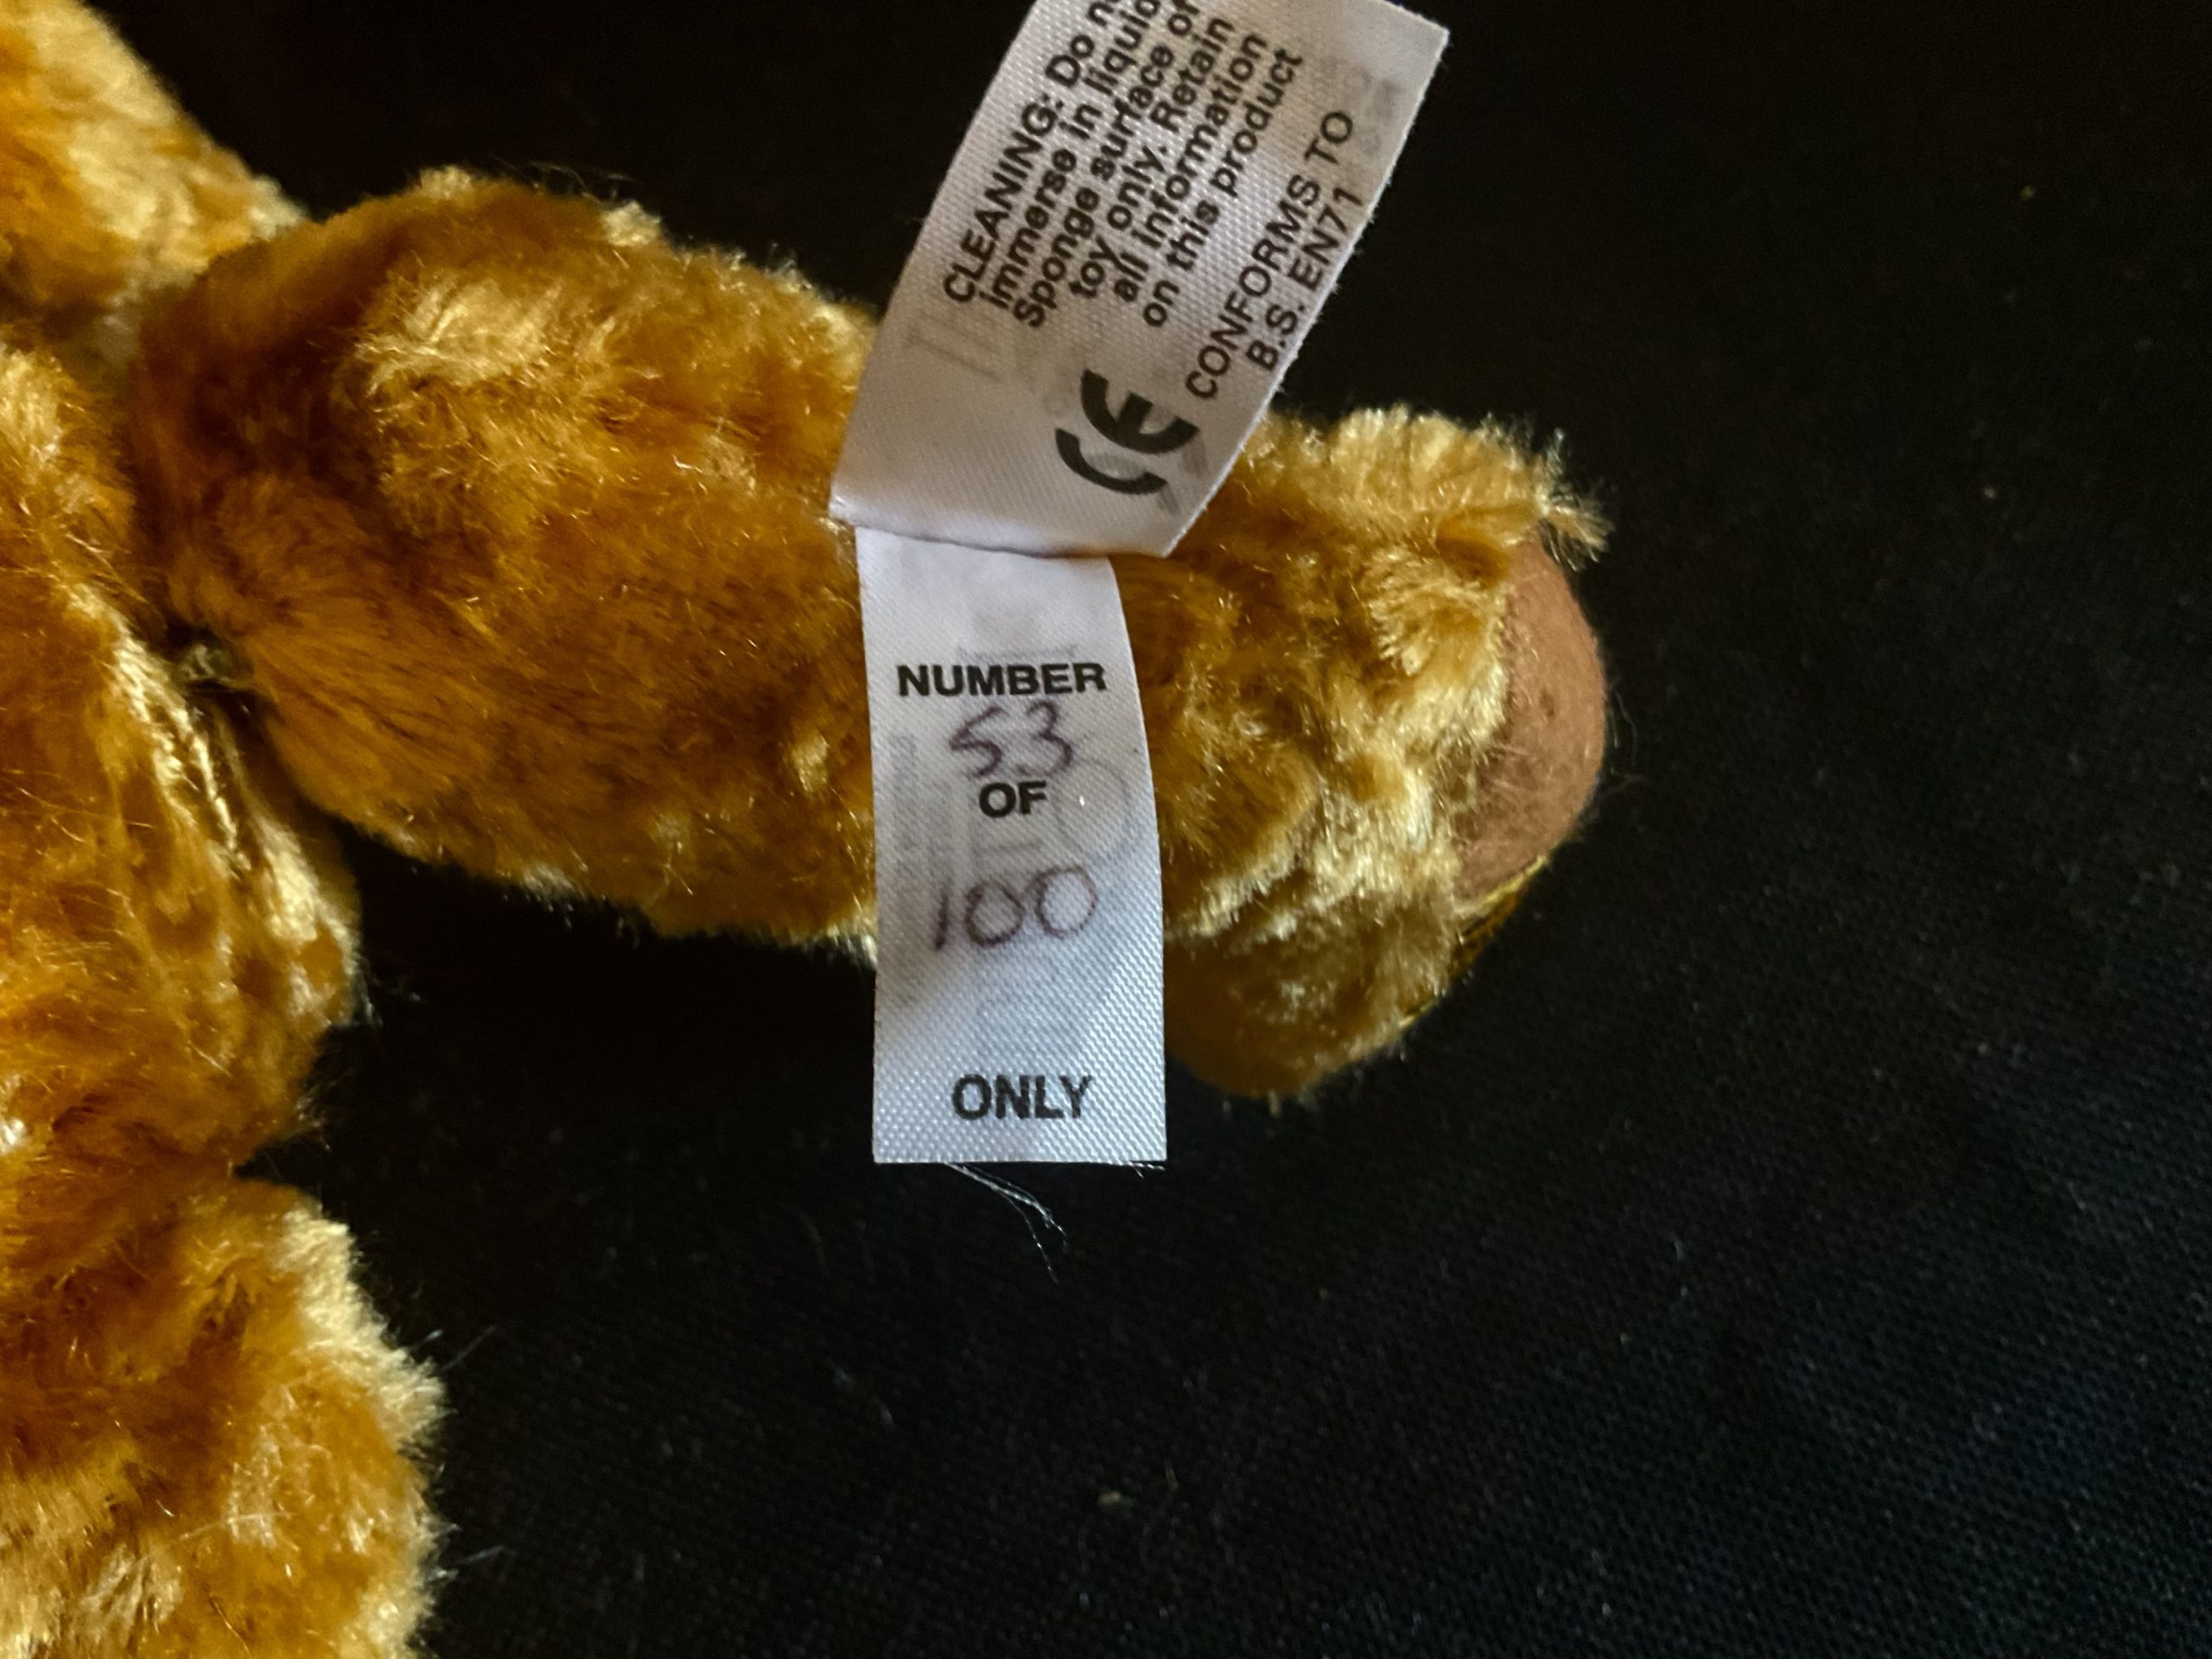 CLEANING: Do
immerse in liquid
Sponge surface of
toy only. Retain
all information
on this product
CONFORMS TO
B.S. EN71
CE
NUMBER
53
OF
100
ONLY